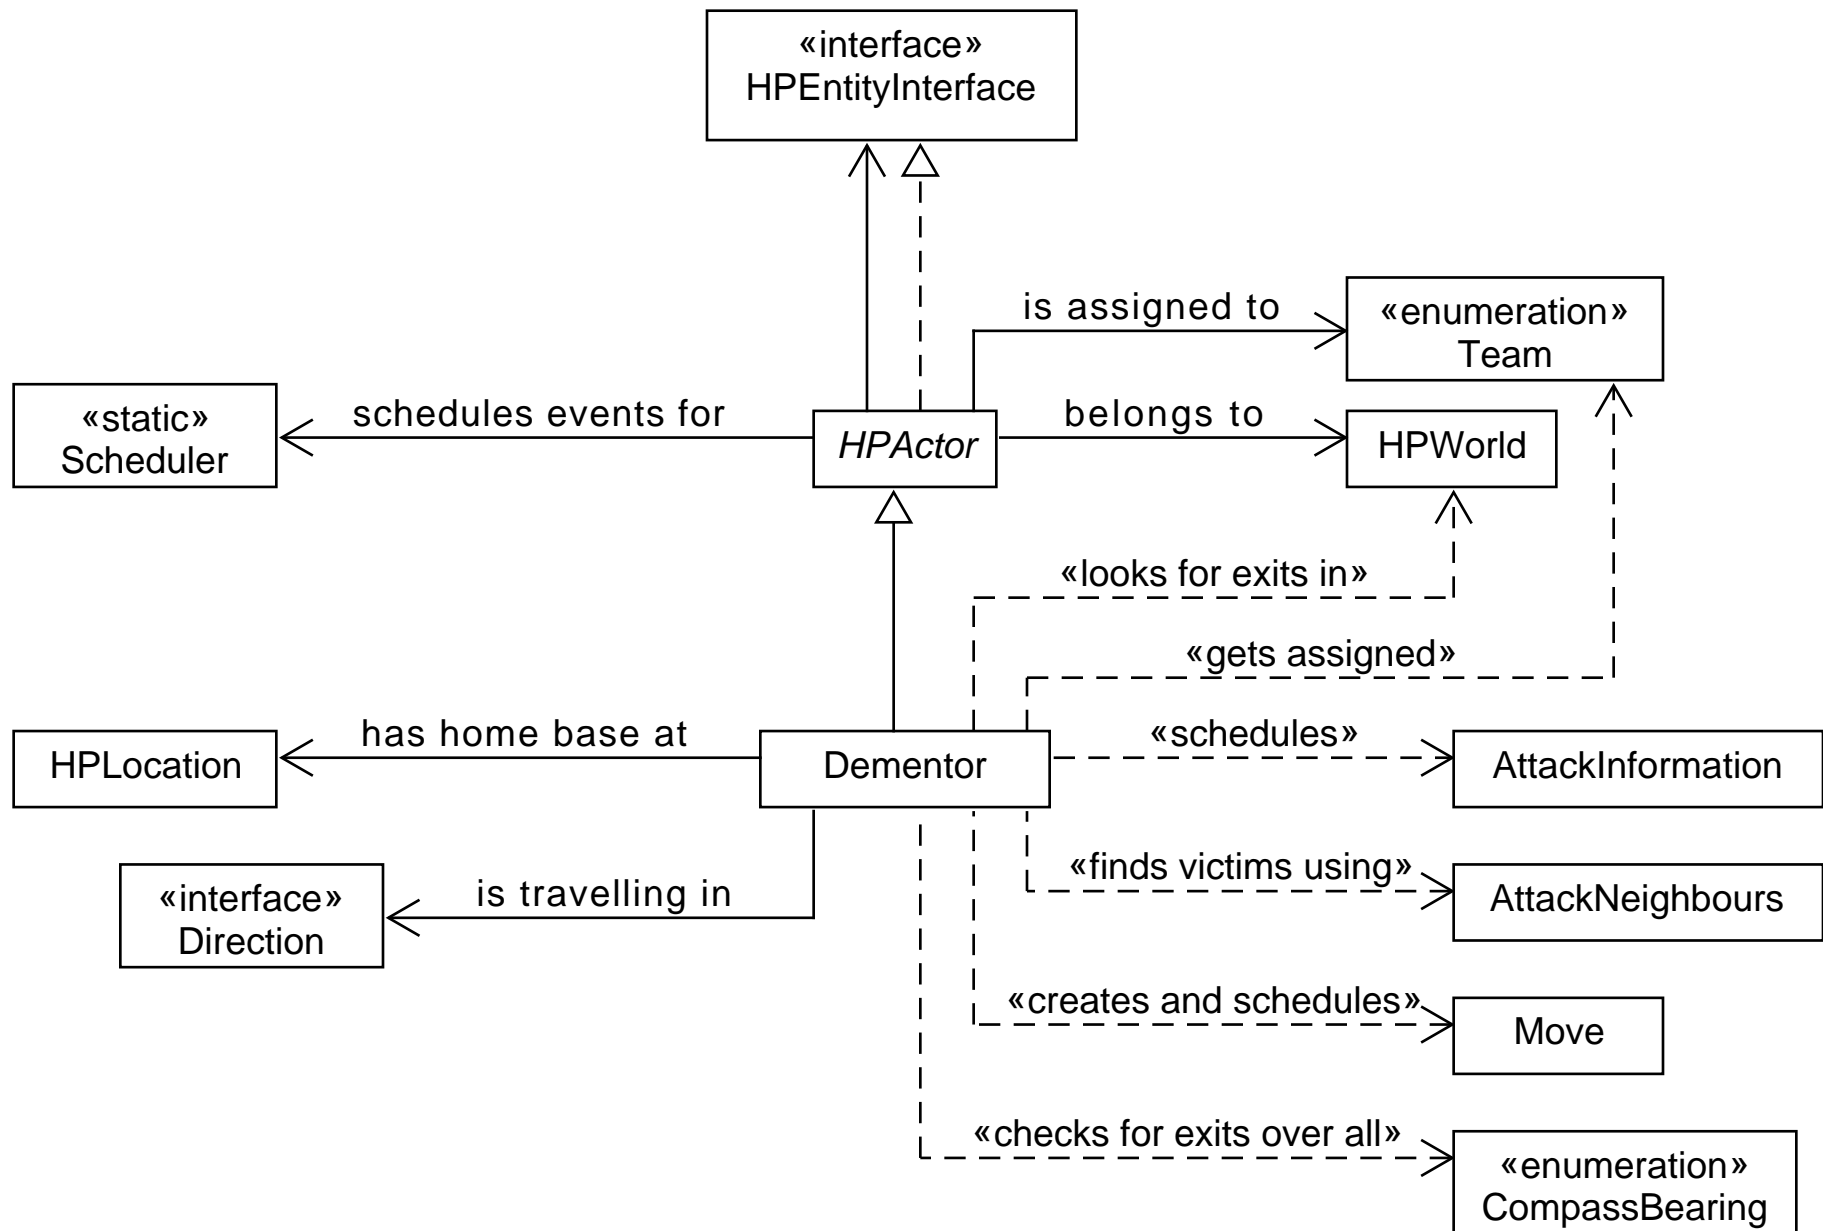 «interface»
HPEntityInterface
is assigned to
«enumeration»
Team
«static»
Scheduler
schedules events for
HPActor
belongs to
HPWorld
«looks for exits in»
«gets assigned»
HPLocation
has home base at
Dementor
«schedules»
AttackInformation
«interface»
Direction
is travelling in
«finds victims using»
AttackNeighbours
«creates and schedules»
Move
«checks for exits over all»
«enumeration»
CompassBearing